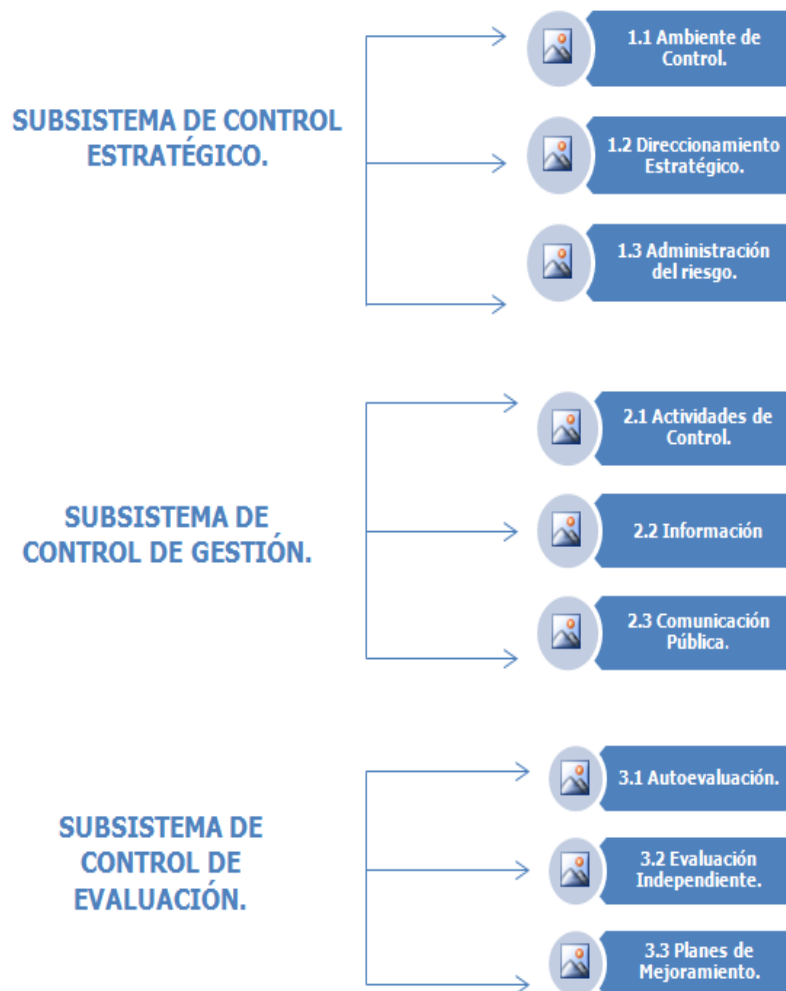 SUBSISTEMA DE CONTROL
ESTRATÉGICO.
1.1 Ambiente de
Control.
1.2 Direccionamiento
Estratégico.
1.3 Administración
del riesgo.
SUBSISTEMA DE
CONTROL DE GESTIÓN.
2.1 Actividades de
Control.
2.2 Información
2.3 Comunicación
Pública.
SUBSISTEMA DE
CONTROL DE
EVALUACIÓN.
3.1 Autoevaluación.
3.2 Evaluación
Independiente.
3.3 Planes de
Mejoramiento.